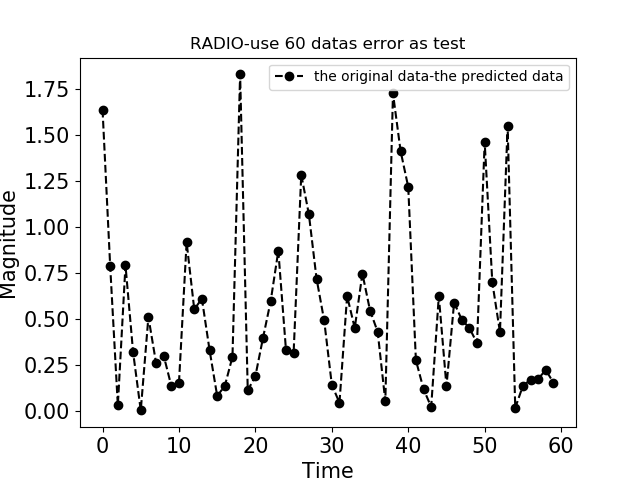 RADIO-use 60 datas error as test
the original data-the predicted data
1.75
1.50
1.25
1.00
0.75
0.50
0.25
0.00
Magnitude
0 10 20 30 40 50 60
Time